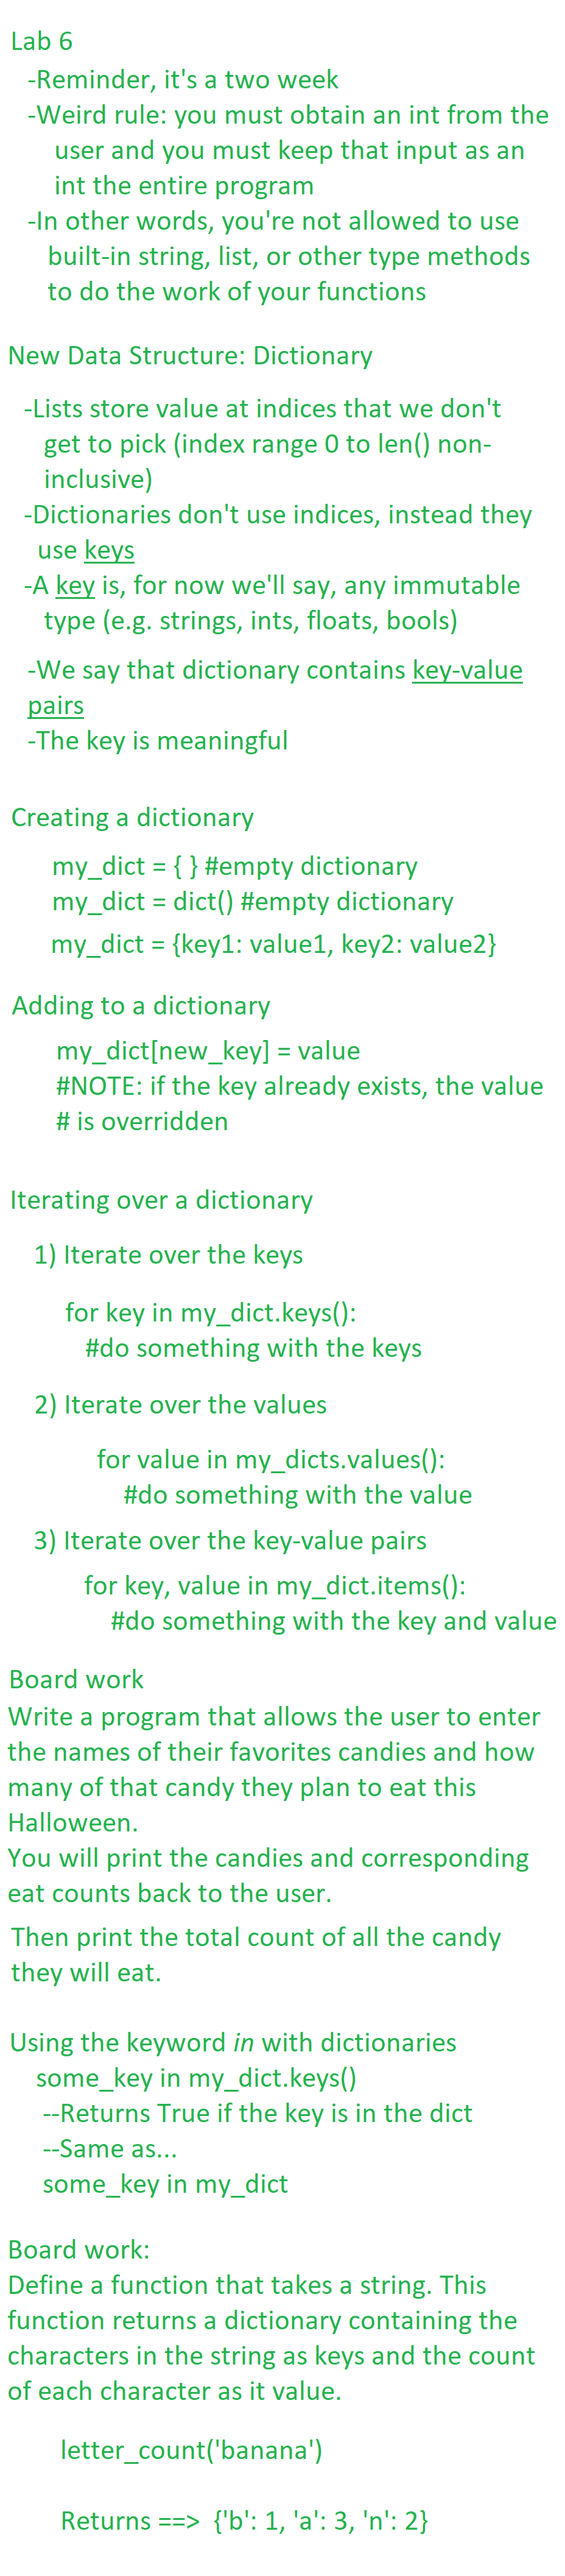 Lab 6
-Reminder, it's a two week
-Weird rule: you must obtain an int from the
user and you must keep that input as an
int the entire program
-In other words, you're not allowed to use
built-in string, list, or other type methods
to do the work of your functions
New Data Structure: Dictionary
-Lists store value at indices that we don't
get to pick (index range 0 to len() non-
inclusive)
-Dictionaries don't use indices, instead they
use keys
-A key is, for now we'll say, any immutable
type (e.g. strings, ints, floats, bools)
-We say that dictionary contains key-value
pairs
-The key is meaningful
Creating a dictionary
my_dict = { } #empty dictionary
my_dict = dict() #empty dictionary
my_dict = {key1: value1, key2: value2}
Adding to a dictionary
my_dict[new_key] = value
#NOTE: if the key already exists, the value
# is overridden
Iterating over a dictionary
1) Iterate over the keys
for key in my_dict.keys():
#do something with the keys
2) Iterate over the values
for value in my_dicts.values():
#do something with the value
3) Iterate over the key-value pairs
for key, value in my_dict.items():
#do something with the key and value
Board work
Write a program that allows the user to enter
the names of their favorites candies and how
many of that candy they plan to eat this
Halloween.
You will print the candies and corresponding
eat counts back to the user.
Then print the total count of all the candy
they will eat.
Using the keyword in with dictionaries
some_key in my_dict.keys()
--Returns True if the key is in the dict
--Same as...
some_key in my_dict
Board work:
Define a function that takes a string. This
function returns a dictionary containing the
characters in the string as keys and the count
of each character as it value.
letter_count('banana')
Returns ==> {'b': 1, 'a': 3, 'n': 2}